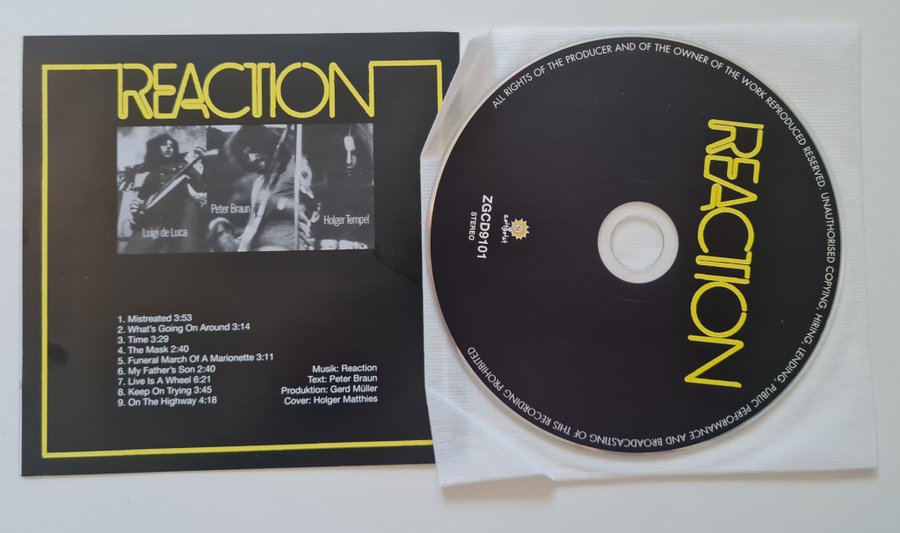 REACTION
Luigi de Luca
Peter Braun
Holger Tempel
1. Mistreated 3:53
2. What's Going On Around 3:14
3. Time 3:29
4. The Mask 2:40
5. Funeral March Of A Marionette 3:11
6. My Father's Son 2:40
7. Live Is A Wheel 6:21
8. Keep On Trying 3:45
9. On The Highway 4:18
Musik: Reaction
Text: Peter Braun
Produktion: Gerd Müller
Cover: Holger Matthies
ALL RIGHTS OF THE PRODUCER AND OF THE OWNER OF THE WORK REPRODUCED RESERVED. UNAUTHORISED COPYING, HIRING, LENDING, PUBLIC PERFORMANCE AND BROADCASTING OF THIS RECORDING PROHIBITED
REACTION
ZGCD9101
STEREO